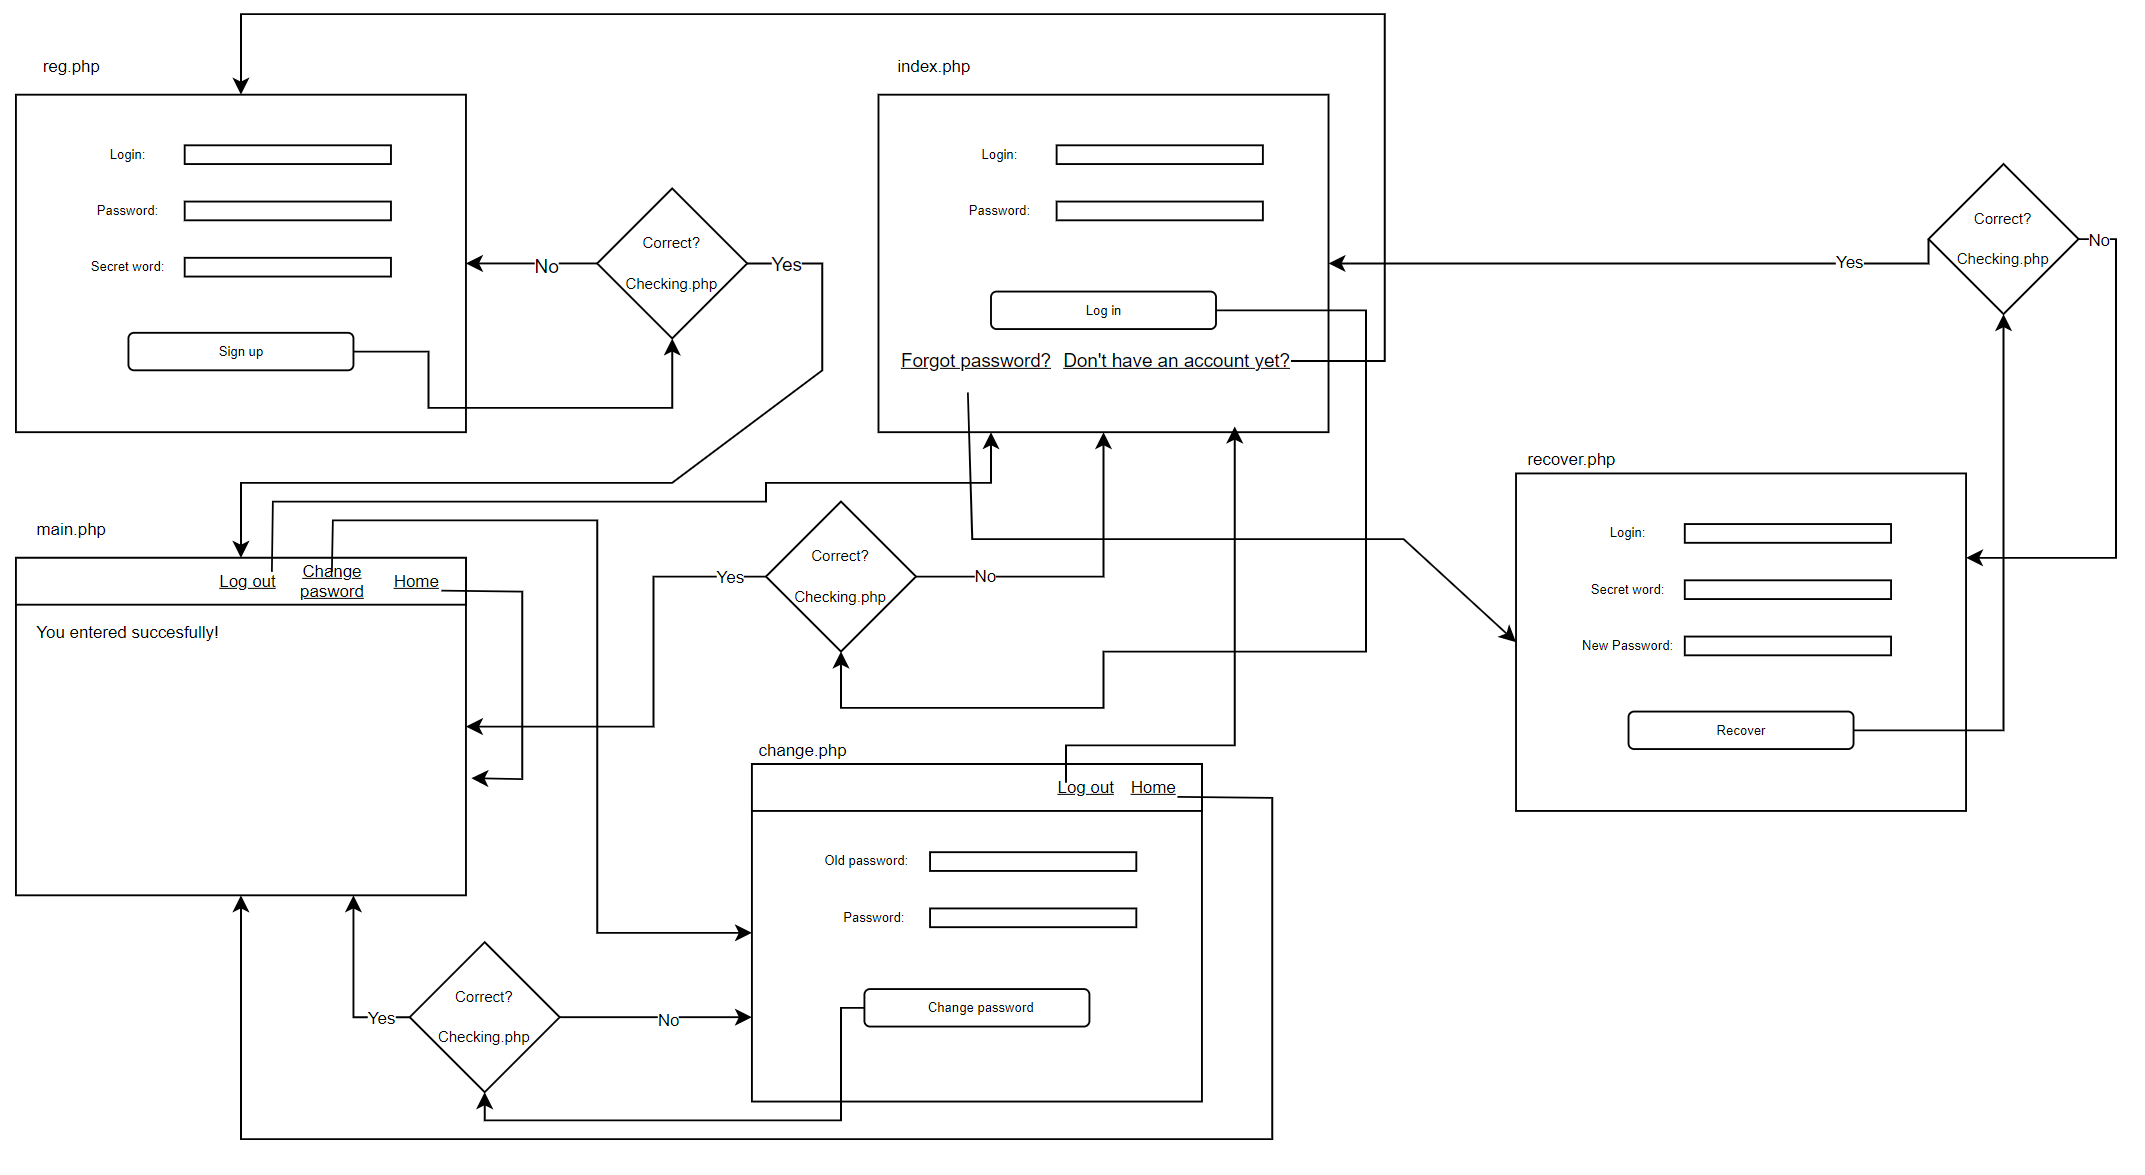 reg.php
Login:
Password:
Secret word:
Sign up
Correct?
Checking.php
No
Yes
index.php
Login:
Password:
Log in
Forgot password?
Don't have an account yet?
Correct?
Checking.php
Yes
No
recover.php
Login:
Secret word:
New Password:
Recover
main.php
Log out
Change
pasword
Home
You entered succesfully!
Correct?
Checking.php
Yes
No
change.php
Log out
Home
Old password:
Password:
Change password
Correct?
Checking.php
Yes
No